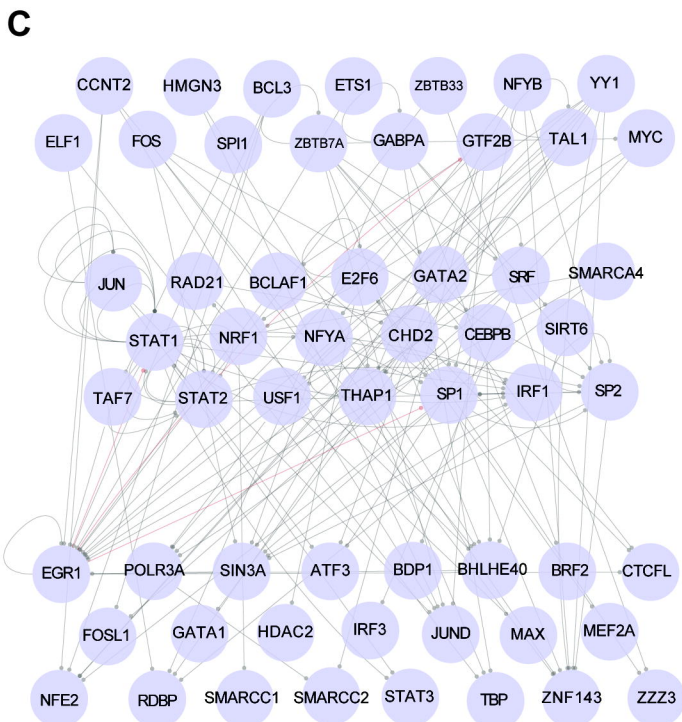 C
CCNT2 HMGN3 BCL3 ETS1 ZBTB33 NFYB YY1
ELF1 FOS SPI1 ZBTB7A GABPA GTF2B TAL1 MYC
JUN RAD21 BCLAF1 E2F6 GATA2 SRF SMARCA4
STAT1 NRF1 NFYA CHD2 CEBPB SIRT6
TAF7 STAT2 USF1 THAP1 SP1 IRF1 SP2
EGR1 POLR3A SIN3A ATF3 BDP1 BHLHE40 BRF2 CTCFL
FOSL1 GATA1 HDAC2 IRF3 JUND MAX MEF2A
NFE2 RDBP SMARCC1 SMARCC2 STAT3 TBP ZNF143 ZZZ3